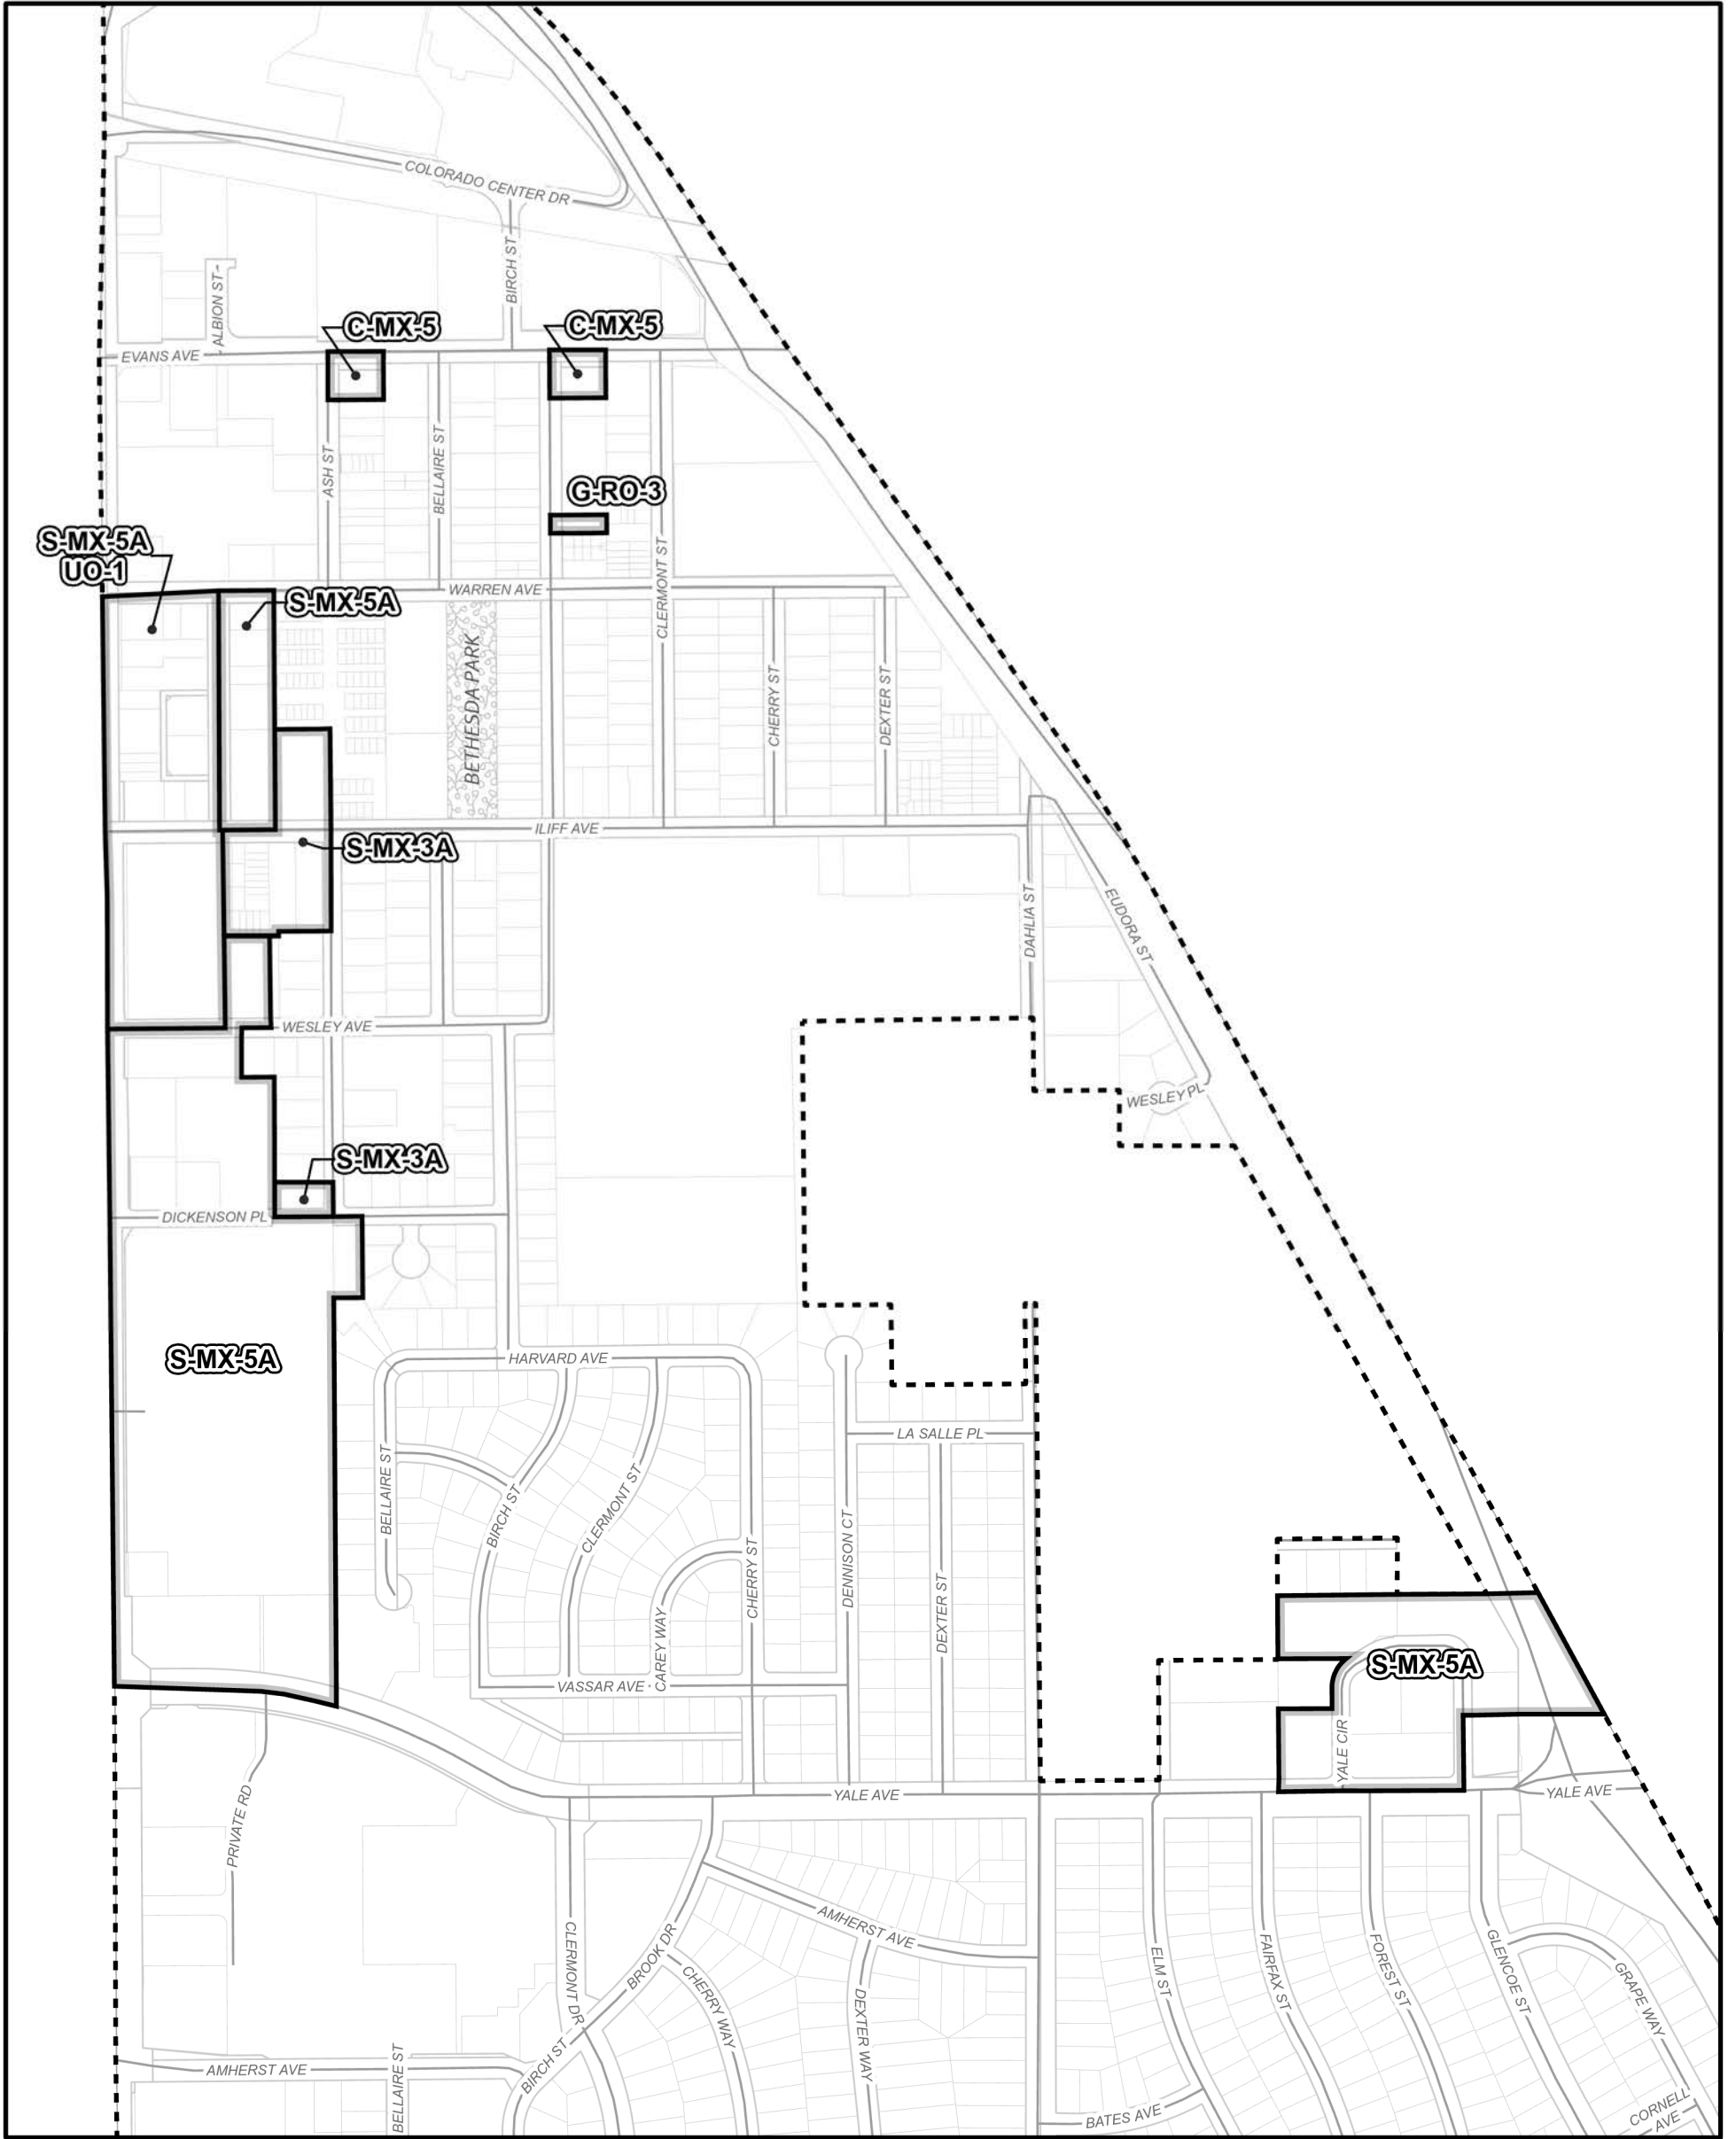 COLORADO CENTER DR
BIRCH ST
ALBION ST
C-MX-5
C-MX-5
EVANS AVE
ASH ST
BELLAIRE ST
G-RO-3
CLERMONT ST
S-MX-5A
UO-1
WARREN AVE
S-MX-5A
BETHESDA PARK
CHERRY ST
DEXTER ST
ILIFF AVE
S-MX-3A
DAHLIA ST
EUDORA ST
WESLEY AVE
WESLEY PL
S-MX-3A
DICKENSON PL
S-MX-5A
HARVARD AVE
LA SALLE PL
BELLAIRE ST
BIRCH ST
CLERMONT ST
CHERRY ST
DENNISON CT
DEXTER ST
CAREY WAY
VASSAR AVE
S-MX-5A
YALE CIR
YALE AVE
YALE AVE
PRIVATE RD
AMHERST AVE
CLERMONT DR
BROOK DR
CHERRY WAY
DEXTER WAY
ELM ST
FAIRFAX ST
FOREST ST
GLENCOE ST
GRAPE WAY
AMHERST AVE
BELLAIRE ST
BIRCH ST
BATES AVE
CORNELL
AVE